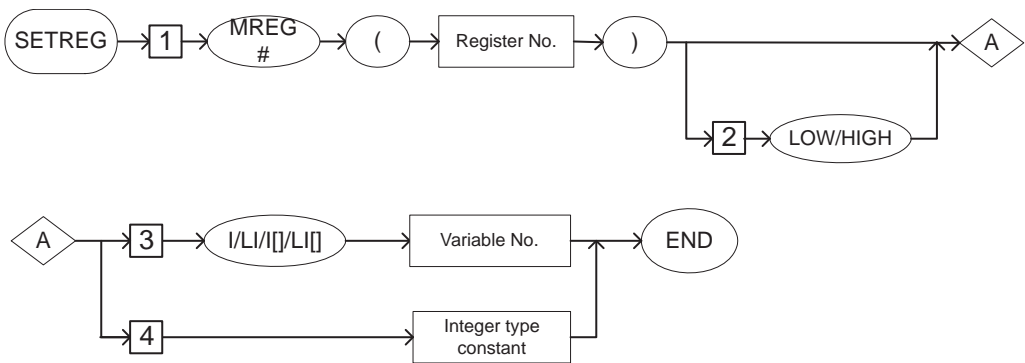 SETREG
1
MREG
#
(
Register No.
)
A
2
LOW/HIGH
A
3
I/LI/I[]/LI[]
Variable No.
END
4
Integer type
constant